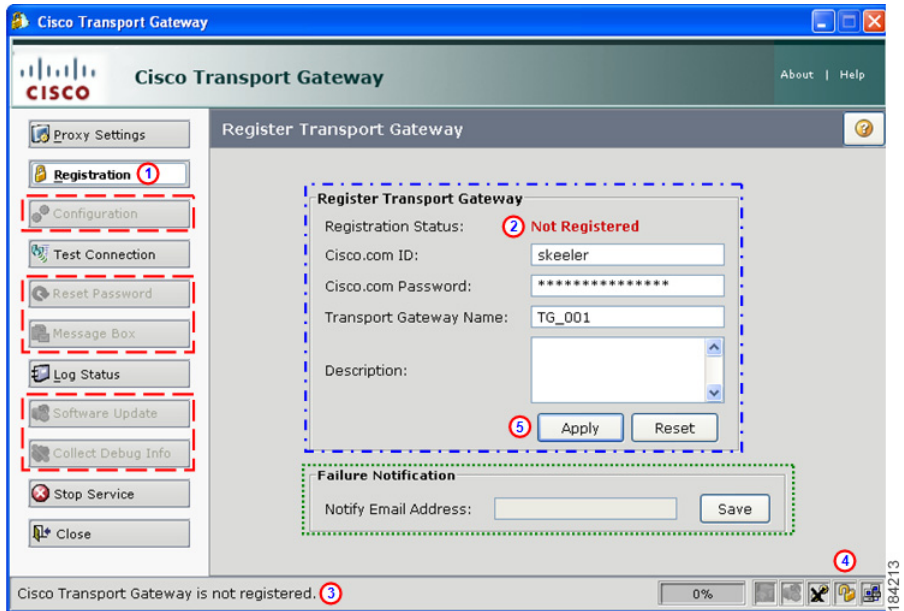 Cisco Transport Gateway
CISCO
Cisco Transport Gateway
About | Help
Proxy Settings
Registration 1
Configuration
Test Connection
Reset Password
Message Box
Log Status
Software Update
Collect Debug Info
Stop Service
Close
Register Transport Gateway
Register Transport Gateway
Registration Status: 2 Not Registered
Cisco.com ID: skeeler
Cisco.com Password: ***************
Transport Gateway Name: TG_001
Description:
5 Apply Reset
Failure Notification
Notify Email Address: Save
4
Cisco Transport Gateway is not registered. 3
0%
184213